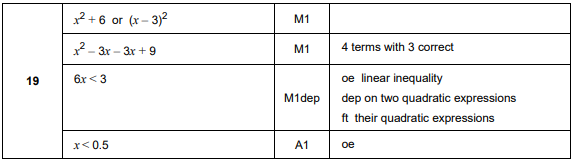 x² + 6 or (x – 3)² M1
x² – 3x – 3x + 9 M1 4 terms with 3 correct
19
6x < 3 M1dep oe linear inequality
dep on two quadratic expressions
ft their quadratic expressions
x < 0.5 A1 oe